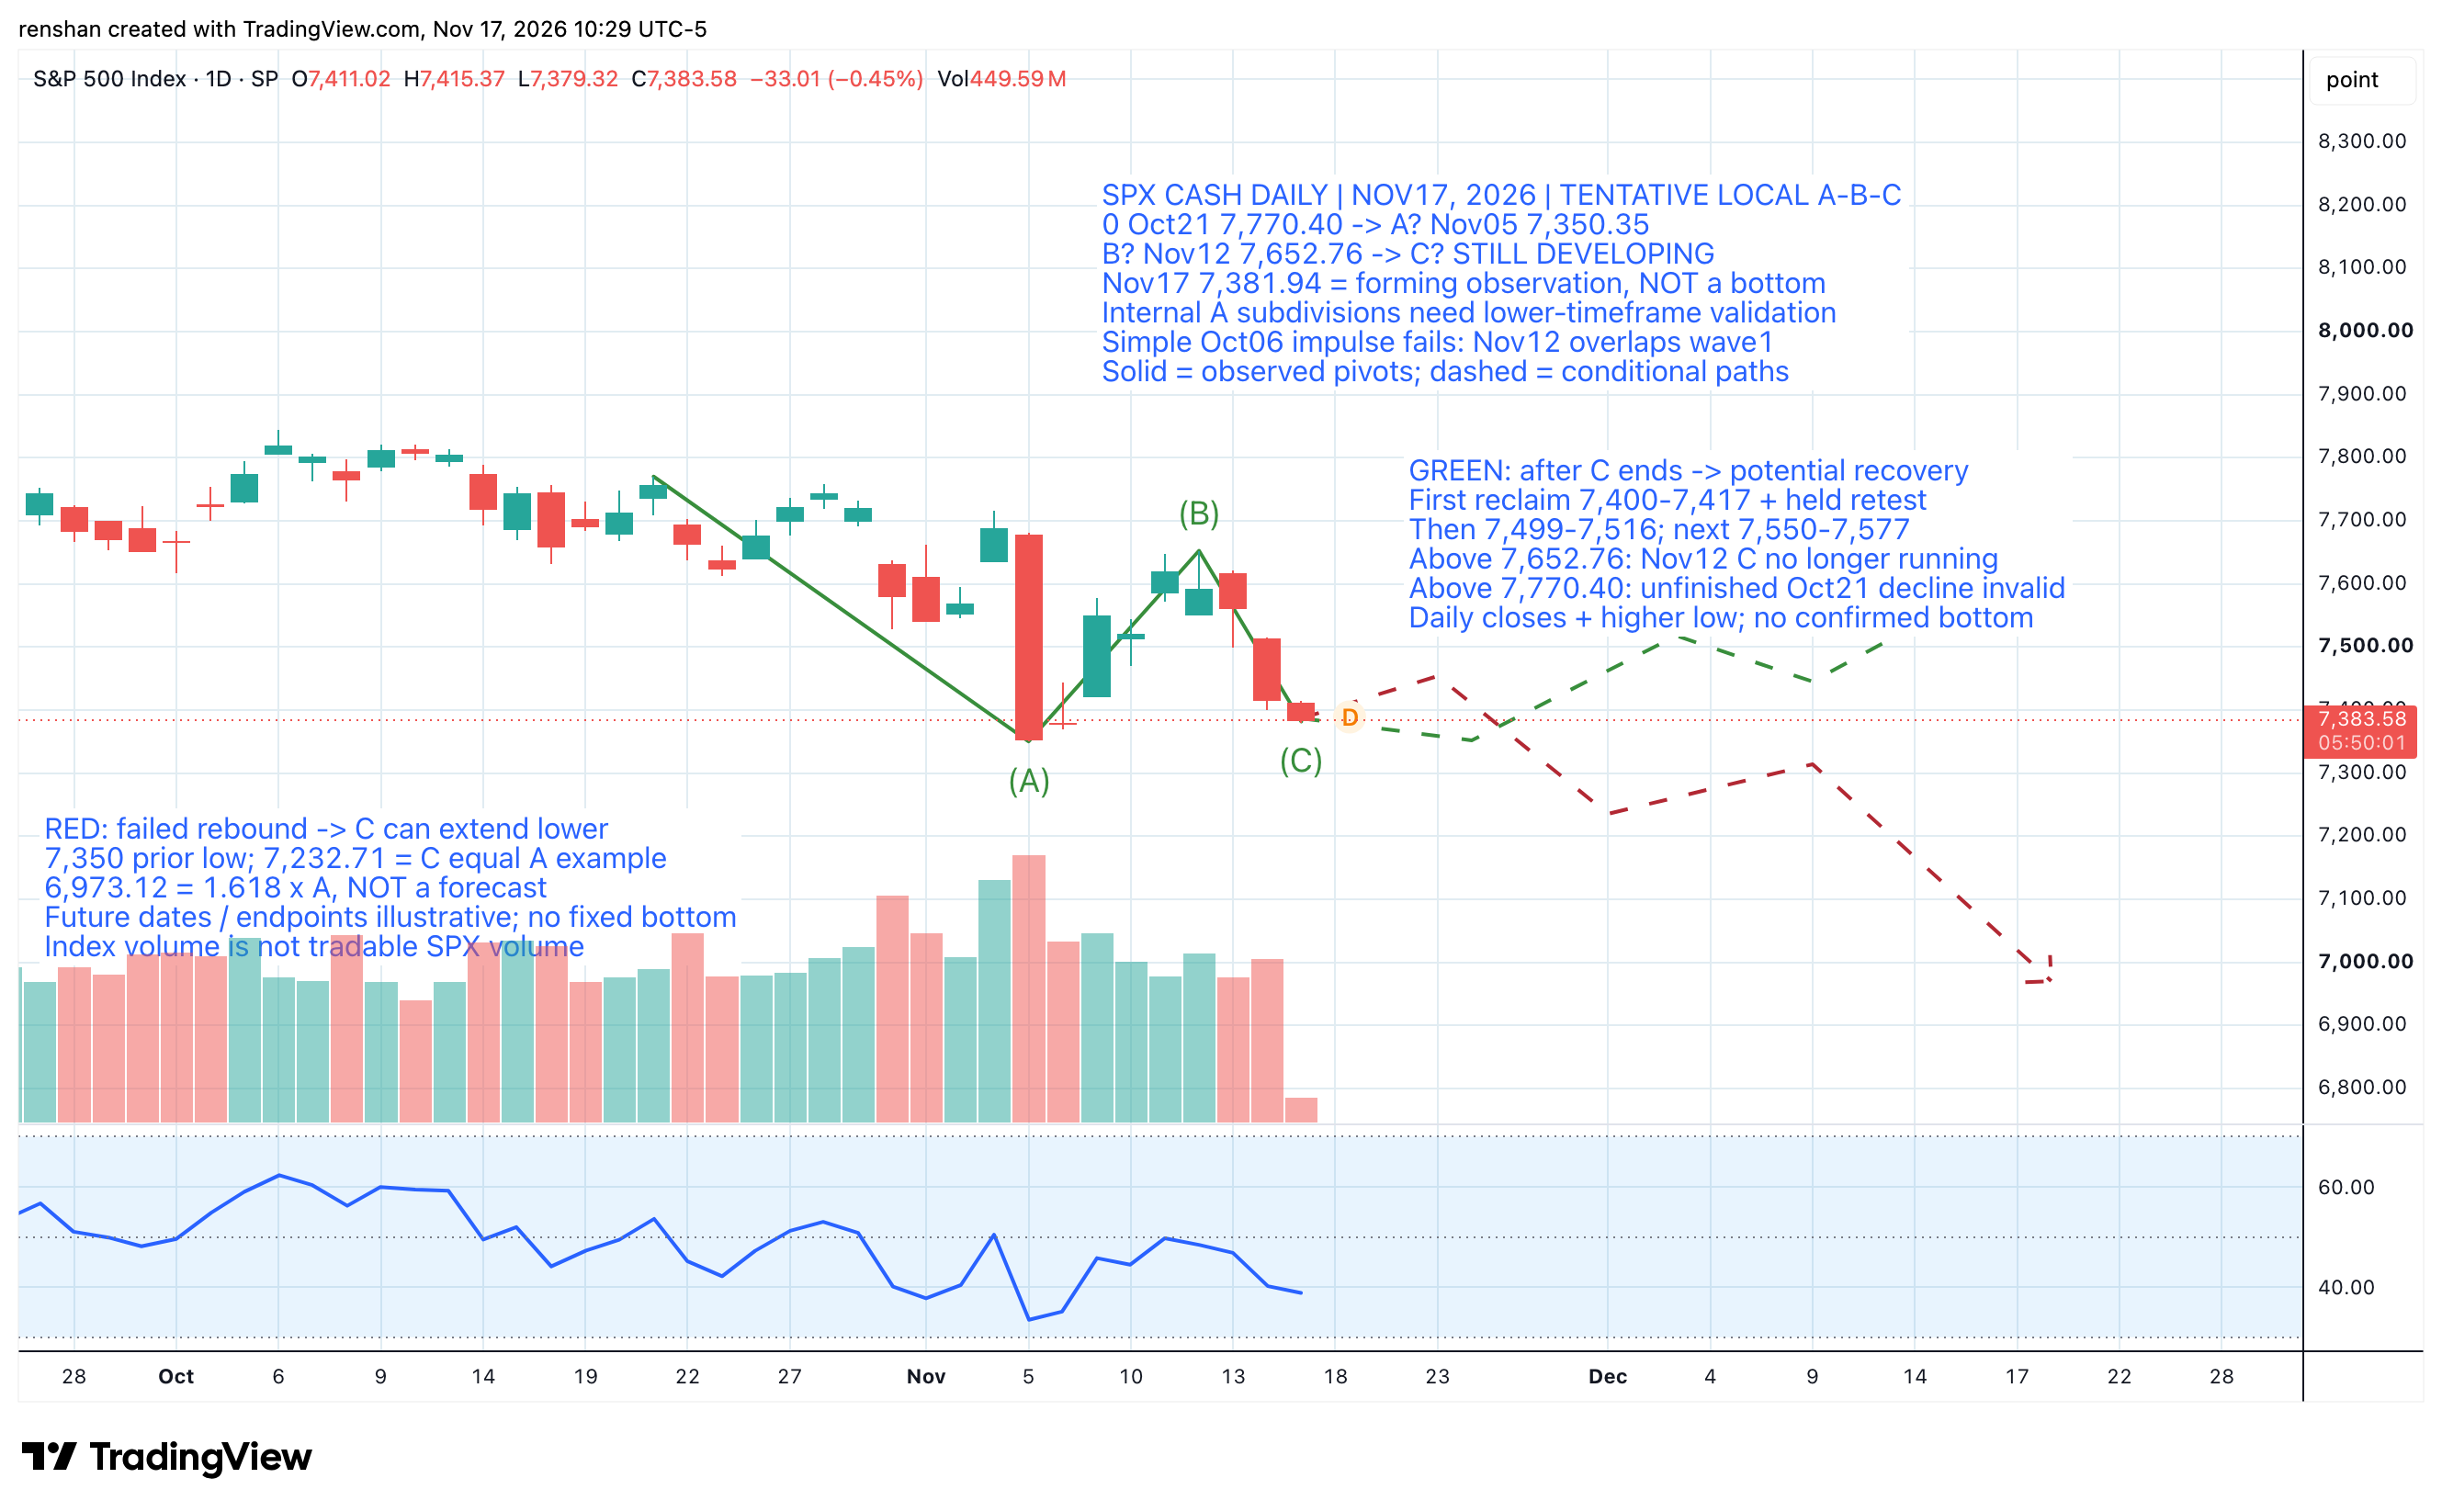 renshan created with TradingView.com, Nov 17, 2026 10:29 UTC-5
S&P 500 Index · 1D · SP O7,411.02 H7,415.37 L7,379.32 C7,383.58 −33.01 (−0.45%) Vol449.59 M
point
SPX CASH DAILY | NOV17, 2026 | TENTATIVE LOCAL A-B-C
0 Oct21 7,770.40 -> A? Nov05 7,350.35
B? Nov12 7,652.76 -> C? STILL DEVELOPING
Nov17 7,381.94 = forming observation, NOT a bottom
Internal A subdivisions need lower-timeframe validation
Simple Oct06 impulse fails: Nov12 overlaps wave1
Solid = observed pivots; dashed = conditional paths
GREEN: after C ends -> potential recovery
First reclaim 7,400-7,417 + held retest
Then 7,499-7,516; next 7,550-7,577
Above 7,652.76: Nov12 C no longer running
Above 7,770.40: unfinished Oct21 decline invalid
Daily closes + higher low; no confirmed bottom
(B)
D
(C)
(A)
RED: failed rebound -> C can extend lower
7,350 prior low; 7,232.71 = C equal A example
6,973.12 = 1.618 x A, NOT a forecast
Future dates / endpoints illustrative; no fixed bottom
Index volume is not tradable SPX volume
8,300.00
8,200.00
8,100.00
8,000.00
7,900.00
7,800.00
7,700.00
7,600.00
7,500.00
7,383.58
05:50:01
7,300.00
7,200.00
7,100.00
7,000.00
6,900.00
6,800.00
60.00
40.00
28 Oct 6 9 14 19 22 27 Nov 5 10 13 18 23 Dec 4 9 14 17 22 28
TradingView